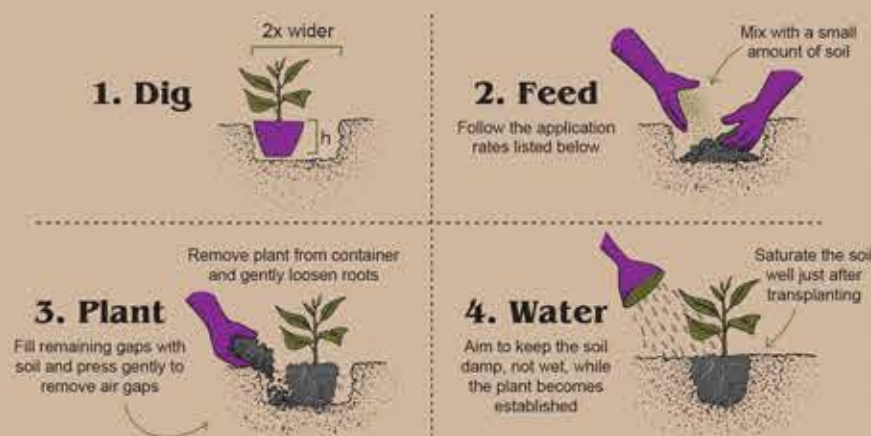 2x wider
1. Dig
h
Mix with a small
amount of soil
2. Feed
Follow the application
rates listed below
Remove plant from container
and gently loosen roots
3. Plant
Fill remaining gaps with
soil and press gently to
remove air gaps
Saturate the soil
well just after
transplanting
4. Water
Aim to keep the soil
damp, not wet, while
the plant becomes
established